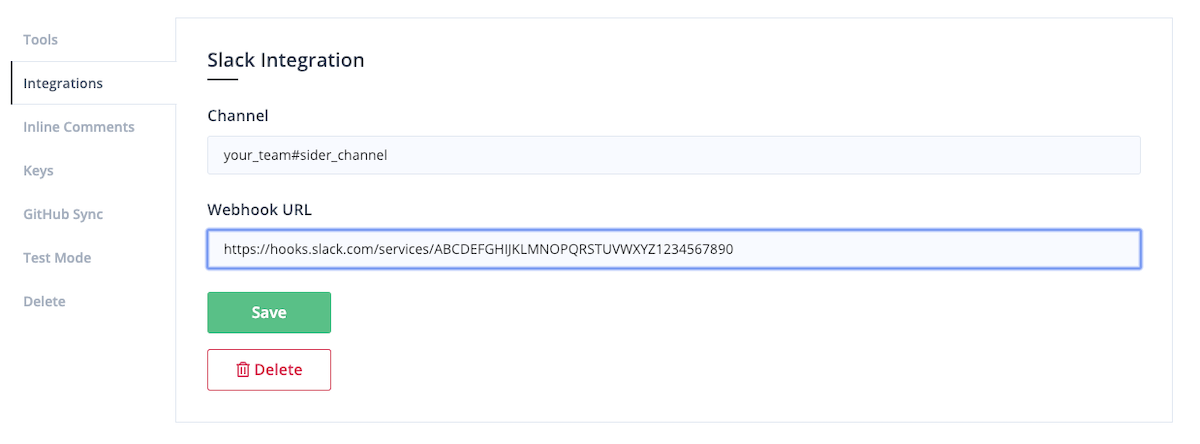 Tools
Integrations
Inline Comments
Keys
GitHub Sync
Test Mode
Delete
Slack Integration
Channel
your_team#sider_channel
Webhook URL
https://hooks.slack.com/services/ABCDEFGHIJKLMNOPQRSTUVWXYZ1234567890
Save
Delete